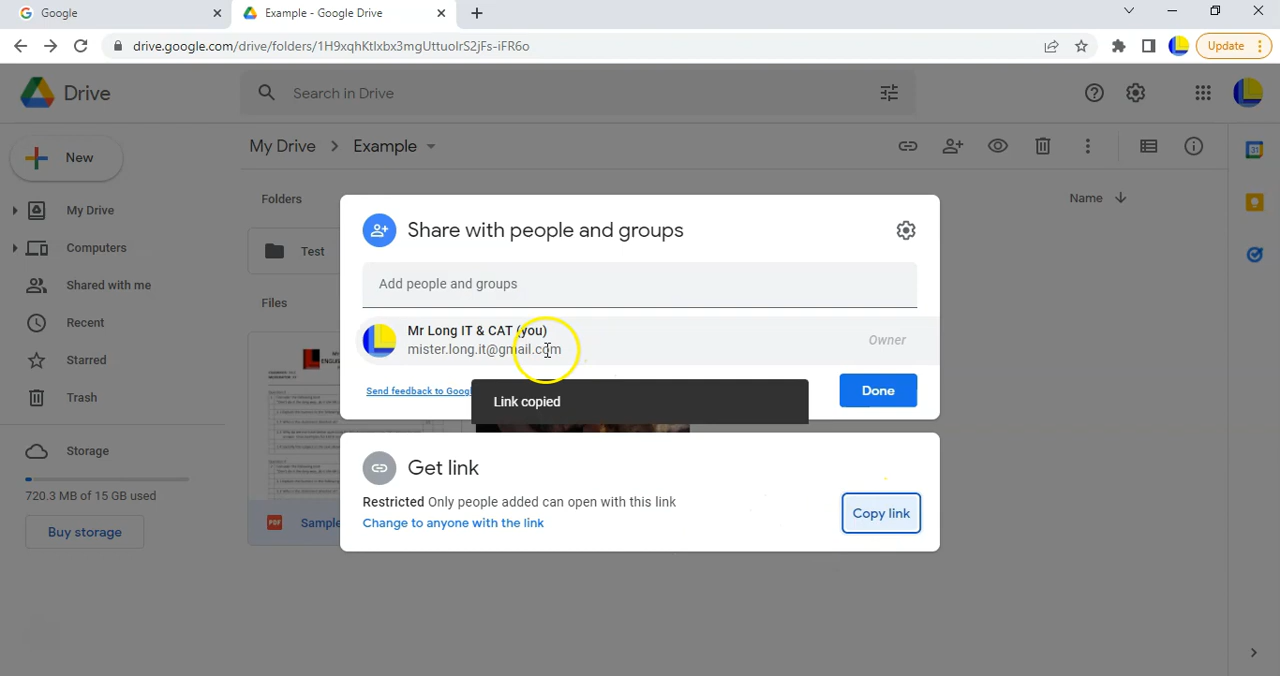 Google
Example - Google Drive
drive.google.com/drive/folders/1H9xqhKtlxbx3mgUttuolrS2jFs-iFR6o
Update
Drive
Search in Drive
New
My Drive
Computers
Shared with me
Recent
Starred
Trash
Storage
720.3 MB of 15 GB used
Buy storage
My Drive
Example
Folders
Name
Test
Files
Sample
Share with people and groups
Add people and groups
Mr Long IT & CAT (you)
mister.long.it@gmail.com
Owner
Send feedback to Googl
Link copied
Done
Get link
Restricted Only people added can open with this link
Change to anyone with the link
Copy link